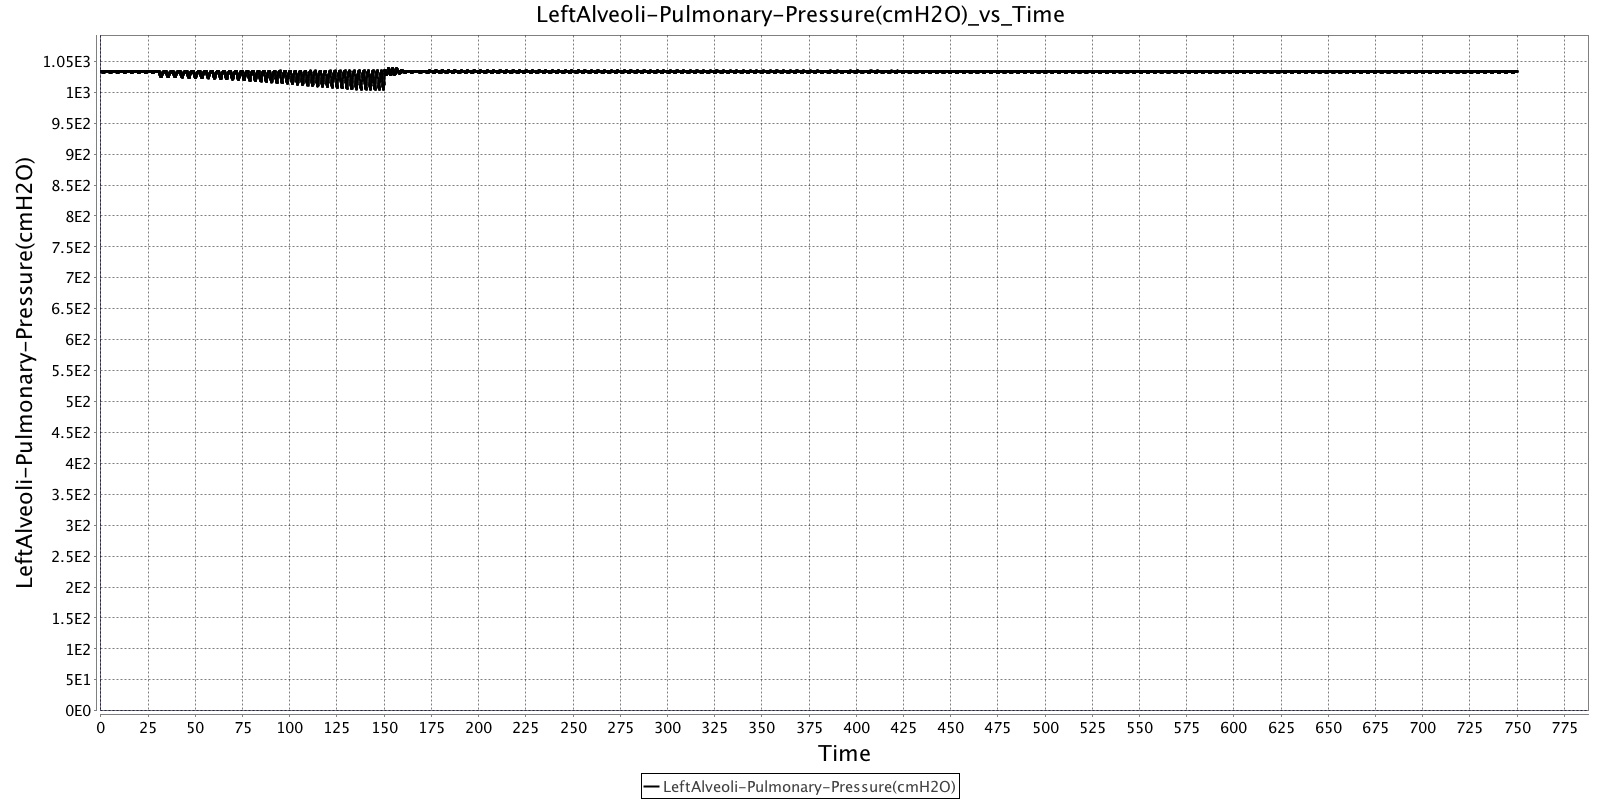 LeftAlveoli-Pulmonary-Pressure(cmH2O)_vs_Time
LeftAlveoli-Pulmonary-Pressure(cmH2O)
1.05E3
1E3
9.5E2
9E2
8.5E2
8E2
7.5E2
7E2
6.5E2
6E2
5.5E2
5E2
4.5E2
4E2
3.5E2
3E2
2.5E2
2E2
1.5E2
1E2
5E1
0E0
0 25 50 75 100 125 150 175 200 225 250 275 300 325 350 375 400 425 450 475 500 525 550 575 600 625 650 675 700 725 750 775
Time
LeftAlveoli-Pulmonary-Pressure(cmH2O)